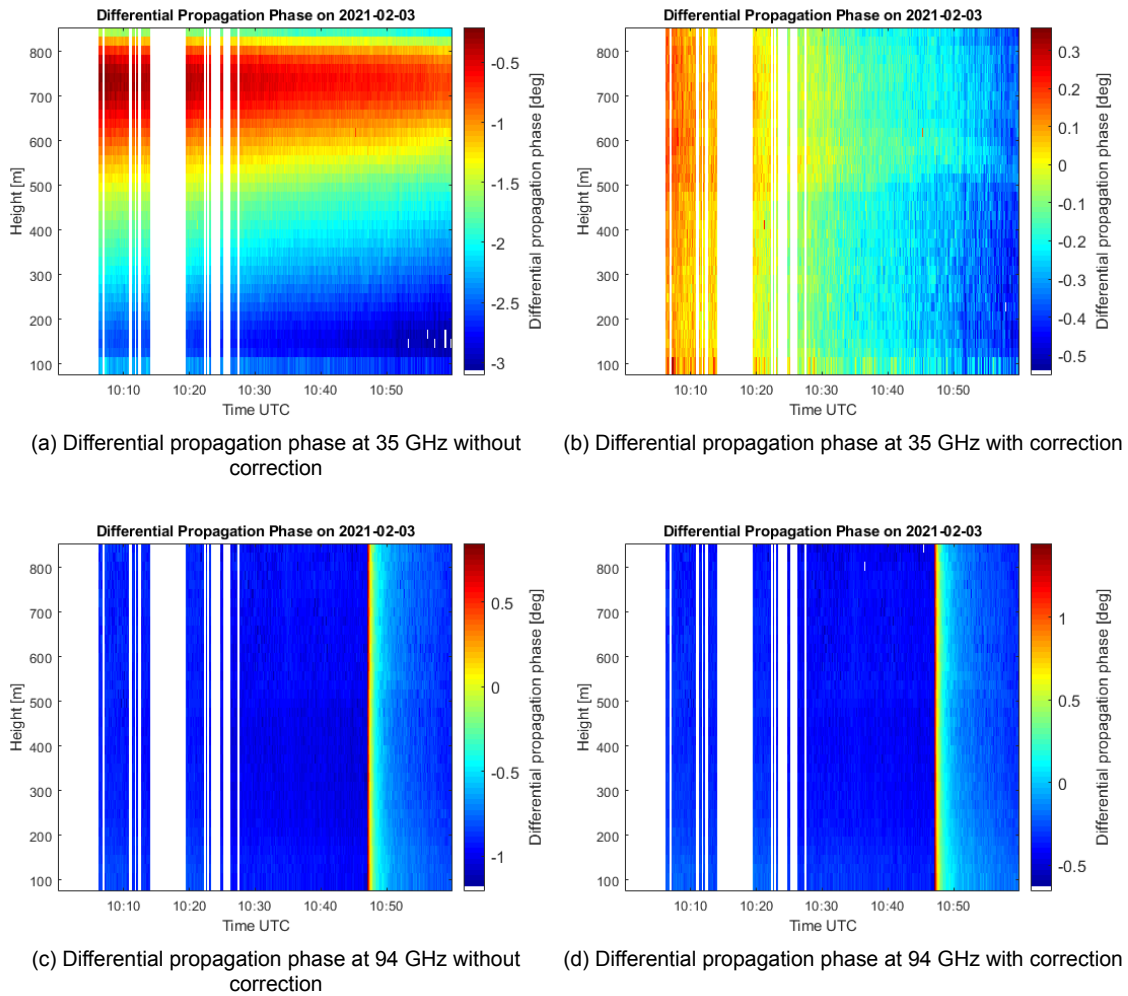 Differential Propagation Phase on 2021-02-03
800
700
600
500
400
300
200
100
Height [m]
10:10 10:20 10:30 10:40 10:50
Time UTC
-0.5
-1
-1.5
-2
-2.5
-3
Differential propagation phase [deg]
(a) Differential propagation phase at 35 GHz without
correction
Differential Propagation Phase on 2021-02-03
800
700
600
500
400
300
200
100
Height [m]
10:10 10:20 10:30 10:40 10:50
Time UTC
0.3
0.2
0.1
0
-0.1
-0.2
-0.3
-0.4
-0.5
Differential propagation phase [deg]
(b) Differential propagation phase at 35 GHz with correction
Differential Propagation Phase on 2021-02-03
800
700
600
500
400
300
200
100
Height [m]
10:10 10:20 10:30 10:40 10:50
Time UTC
0.5
0
-0.5
-1
Differential propagation phase [deg]
(c) Differential propagation phase at 94 GHz without
correction
Differential Propagation Phase on 2021-02-03
800
700
600
500
400
300
200
100
Height [m]
10:10 10:20 10:30 10:40 10:50
Time UTC
1
0.5
0
-0.5
Differential propagation phase [deg]
(d) Differential propagation phase at 94 GHz with correction